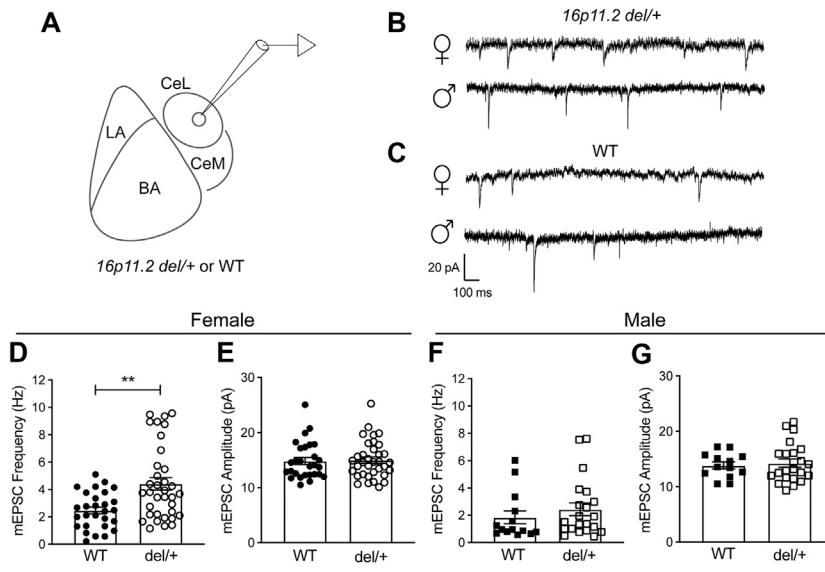 A
CeL
LA
CeM
BA
16p11.2 del/+ or WT
B
16p11.2 del/+
♀
♂
C
WT
♀
♂
20 pA
100 ms
Female
Male
D
mEPSC Frequency (Hz)
12
10
8
6
4
2
0
**
WT
del/+
E
mEPSC Amplitude (pA)
30
20
10
0
WT
del/+
F
mEPSC Frequency (Hz)
12
10
8
6
4
2
0
WT
del/+
G
mEPSC Amplitude (pA)
30
20
10
0
WT
del/+